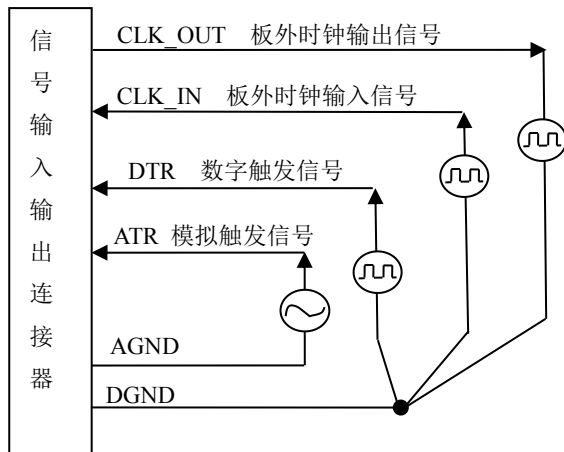 信号输入输出连接器
CLK_OUT 板外时钟输出信号
CLK_IN 板外时钟输入信号
DTR 数字触发信号
ATR 模拟触发信号
AGND
DGND